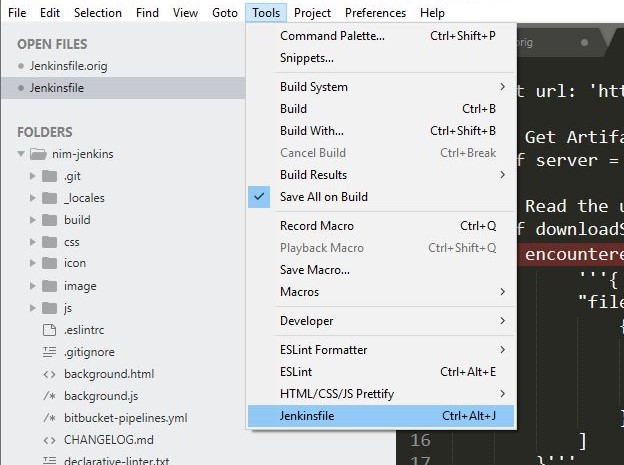 File Edit Selection Find View Goto Tools Project Preferences Help
OPEN FILES
Jenkinsfile.orig
Jenkinsfile
FOLDERS
nim-jenkins
.git
_locales
build
css
icon
image
js
.eslintrc
.gitignore
background.html
background.js
bitbucket-pipelines.yml
CHANGELOG.md
declarative-linter.txt
Command Palette... Ctrl+Shift+P
Snippets...
Build System
Build Ctrl+B
Build With... Ctrl+Shift+B
Cancel Build Ctrl+Break
Build Results
Save All on Build
Record Macro Ctrl+Q
Playback Macro Ctrl+Shift+Q
Save Macro...
Macros
Developer
ESLint Formatter
ESLint Ctrl+Alt+E
HTML/CSS/JS Prettify
Jenkinsfile Ctrl+Alt+J
orig
t url: 'htt
Get Artifa
f server =
Read the u
f downloadS
encountere
'''{
"file
{
}
16 ]
17 }'''